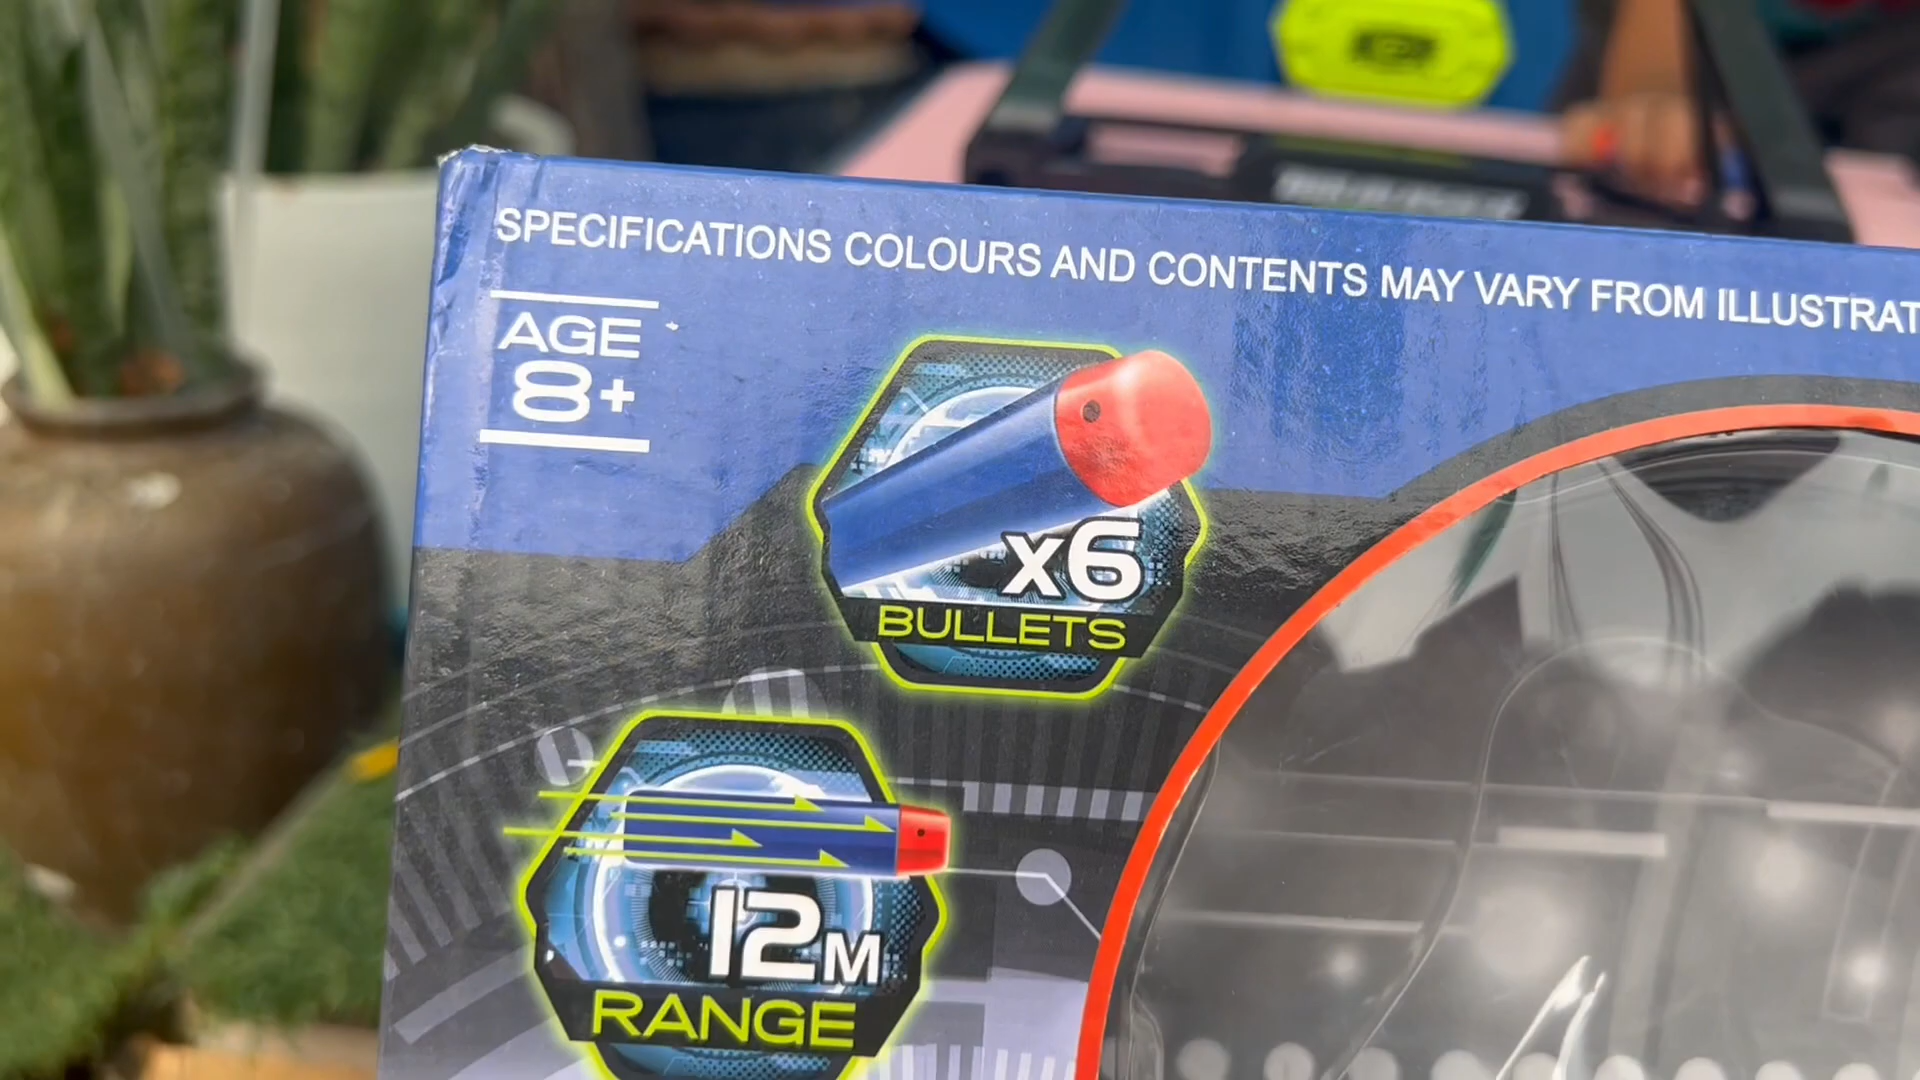 SPECIFICATIONS COLOURS AND CONTENTS MAY VARY FROM ILLUSTRAT
AGE
8+
x6
BULLETS
12M
RANGE